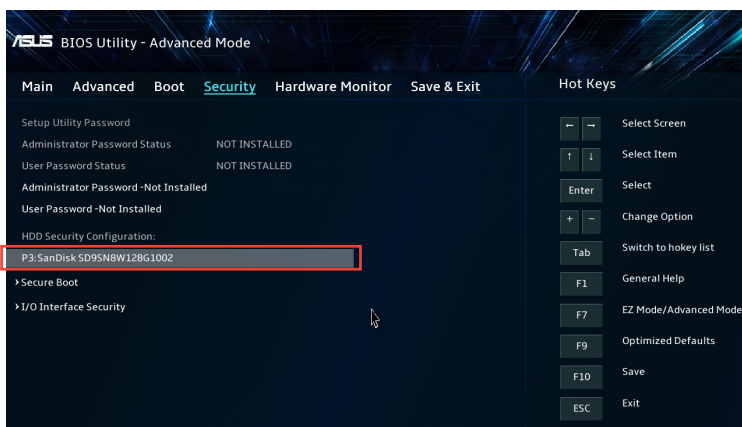 ASUS BIOS Utility - Advanced Mode
Main Advanced Boot Security Hardware Monitor Save & Exit
Setup Utility Password
Administrator Password Status NOT INSTALLED
User Password Status NOT INSTALLED
Administrator Password -Not Installed
User Password -Not Installed
HDD Security Configuration:
P3:SanDisk SD9SN8W128G1002
Secure Boot
I/O Interface Security
Hot Keys
← → Select Screen
↑ ↓ Select Item
Enter Select
+ − Change Option
Tab Switch to hokey list
F1 General Help
F7 EZ Mode/Advanced Mode
F9 Optimized Defaults
F10 Save
ESC Exit